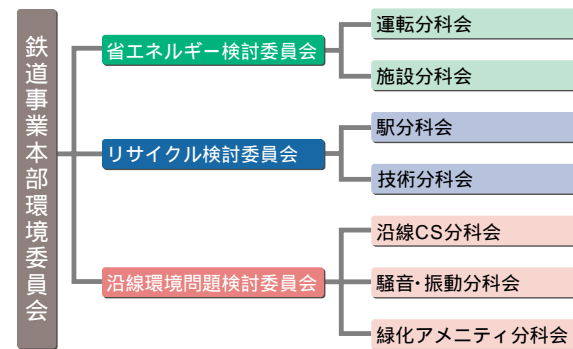 鉄道事業本部環境委員会
省エネルギー検討委員会
運転分科会
施設分科会
リサイクル検討委員会
駅分科会
技術分科会
沿線環境問題検討委員会
沿線CS分科会
騒音･振動分科会
緑化アメニティ分科会